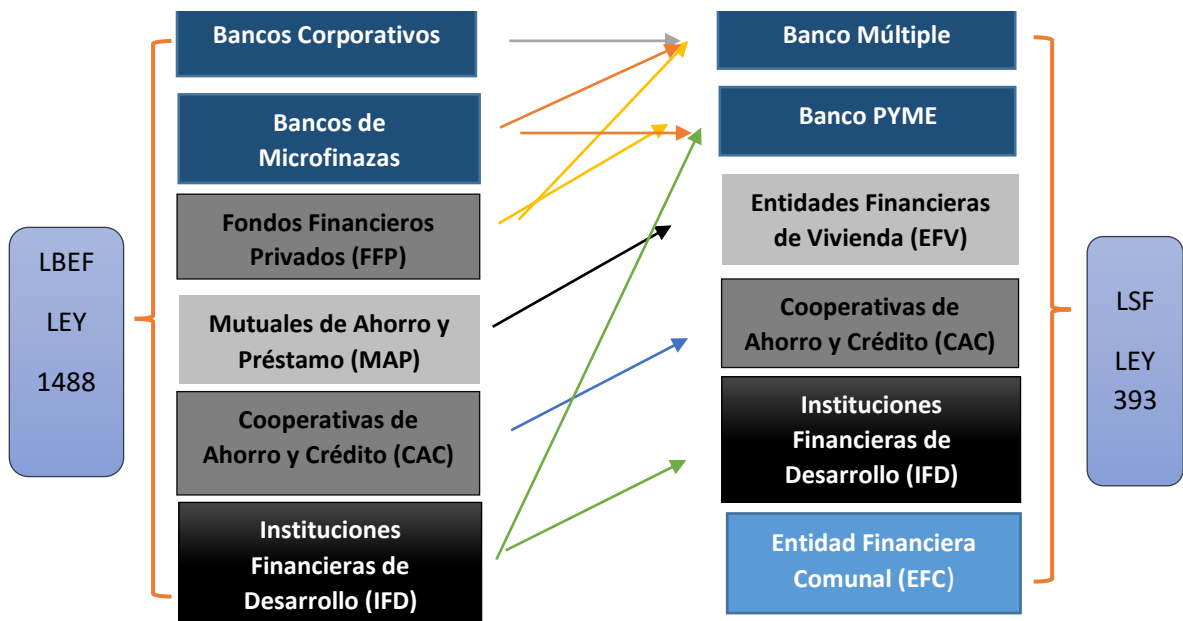 LBEF
LEY
1488
Bancos Corporativos
Bancos de
Microfinazas
Fondos Financieros
Privados (FFP)
Mutuales de Ahorro y
Préstamo (MAP)
Cooperativas de
Ahorro y Crédito (CAC)
Instituciones
Financieras de
Desarrollo (IFD)
Banco Múltiple
Banco PYME
Entidades Financieras
de Vivienda (EFV)
Cooperativas de
Ahorro y Crédito (CAC)
Instituciones
Financieras de
Desarrollo (IFD)
Entidad Financiera
Comunal (EFC)
LSF
LEY
393